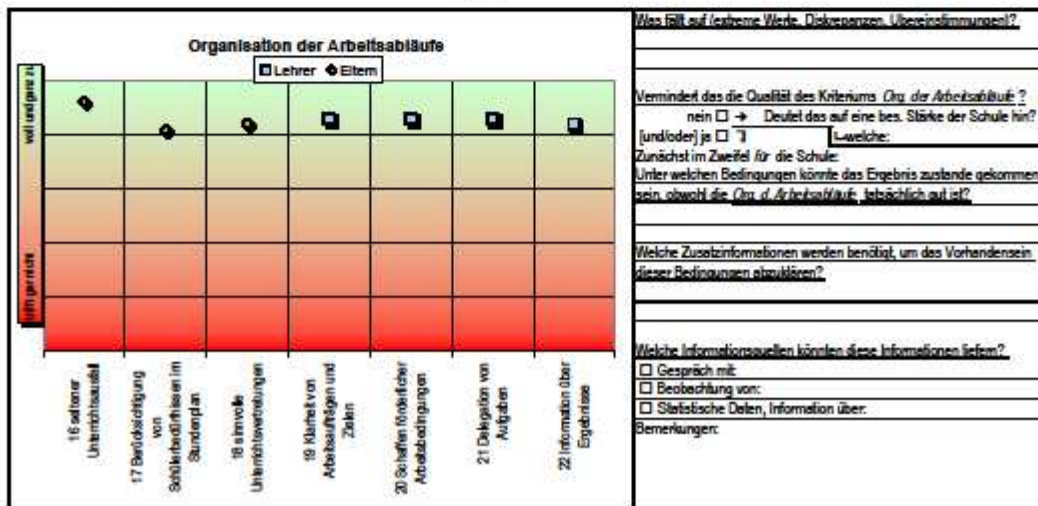 Organisation der Arbeitsabläufe
Lehrer Eltern
voll und ganz zu
trifft gar nicht
16 seltener
Unterrichtsausfall
17 Berücksichtigung
von
Schülerbedürfnissen im
Stundenplan
18 sinnvolle
Unterrichtsvertretungen
19 Klarheit von
Arbeitsaufträgen und
Zielen
20 Schaffen förderlicher
Arbeitsbedingungen
21 Delegation von
Aufgaben
22 Information über
Ergebnisse
Was fällt auf (extreme Werte, Diskrepanzen, Übereinstimmungen)?
Vermindert das die Qualität des Kriteriums Org. der Arbeitsabläufe ?
nein ☐ → Deutet das auf eine bes. Stärke der Schule hin?
[und/oder] ja ☐ welche:
Zunächst im Zweifel für die Schule:
Unter welchen Bedingungen könnte das Ergebnis zustande gekommen
sein, obwohl die Org. d. Arbeitsabläufe tatsächlich gut ist?
Welche Zusatzinformationen werden benötigt, um das Vorhandensein
dieser Bedingungen abzuklären?
Welche Informationsquellen könnten diese Informationen liefern?
☐ Gespräch mit:
☐ Beobachtung von:
☐ Statistische Daten, Information über:
Bemerkungen: